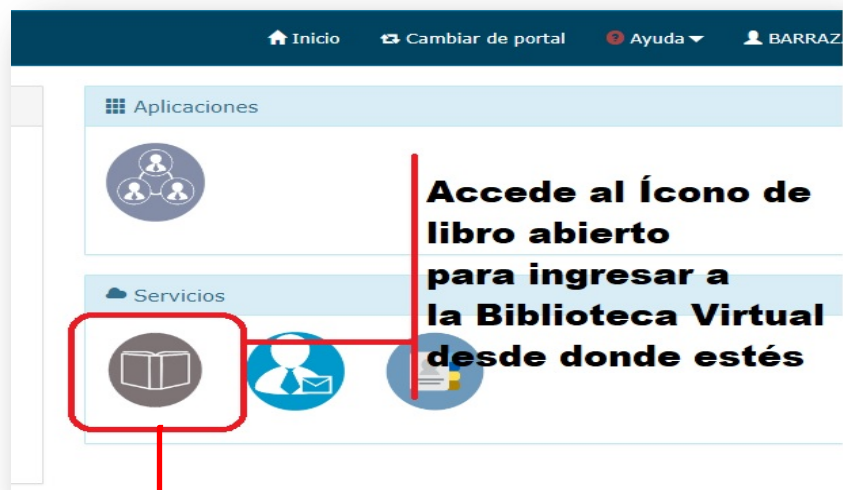 Inicio Cambiar de portal Ayuda BARRAZ
Aplicaciones
Accede al Ícono de
libro abierto
para ingresar a
la Biblioteca Virtual
desde donde estés
Servicios